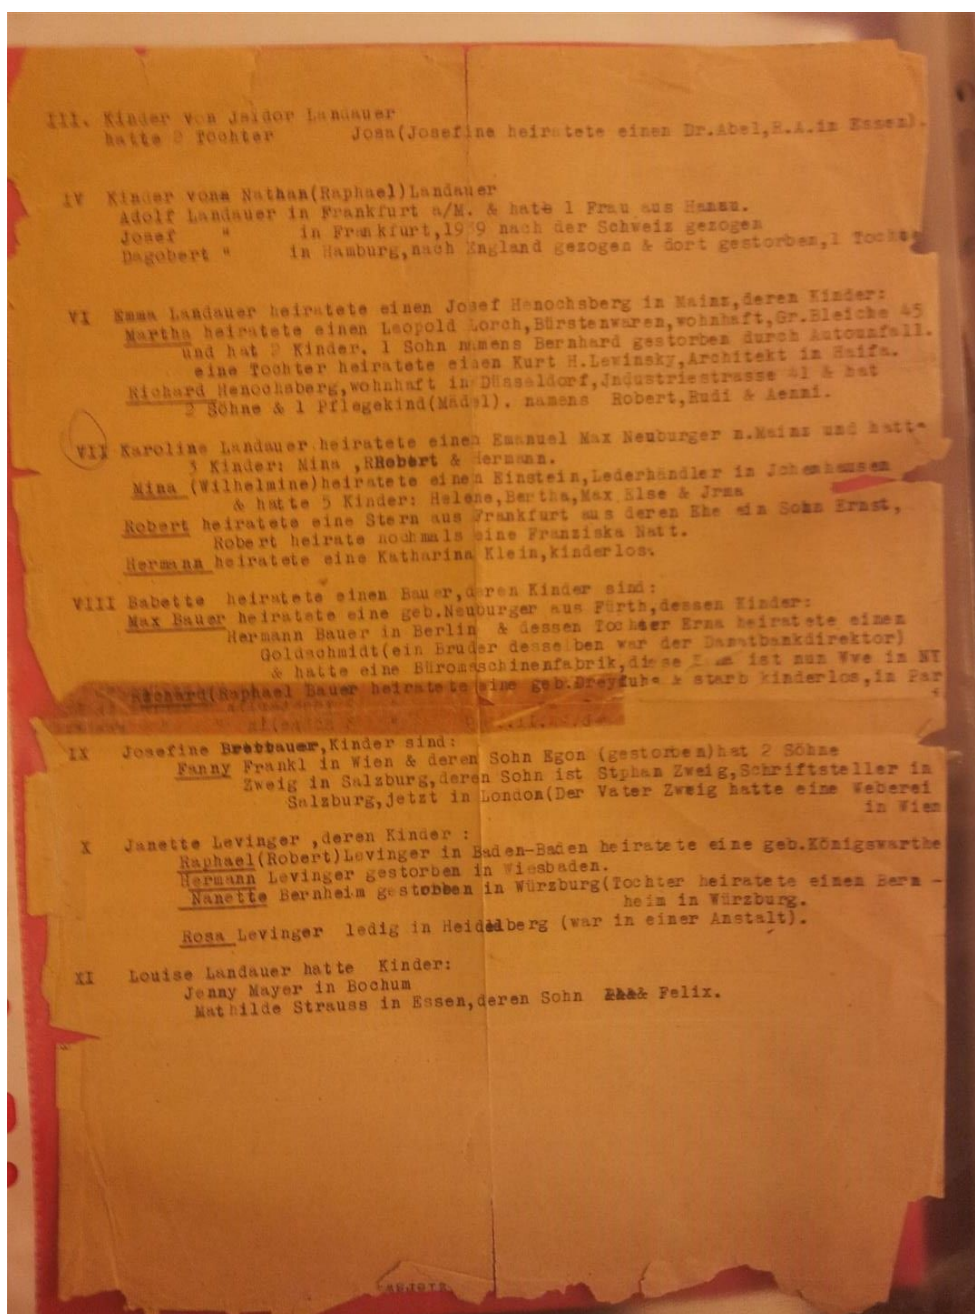 III. Kinder von Jsidor Landauer
hatte 2 Tochter Josa(Josefine heiratete einen Dr.Abel,R.A.in Essen).
IV Kinder vonn Nathan(Raphael)Landauer
Adolf Landauer in Frankfurt a/M. & hate 1 Frau aus Hanau.
Josef " in Frankfurt,1939 nach der Schweiz gezogen
Dagobert " in Hamburg,nach England gezogen & dort gestorben,1 Tocht
VI Emma Landauer heiratete einen Josef Henochsberg in Mainz,deren Kinder:
Martha heiratete einen Leopold Lorch,Bürstenwaren,wohnhaft,Gr.Bleiche 45
und hat 2 Kinder. 1 Sohn namens Bernhard gestorben durch Autounfall.
eine Tochter heiratete einen Kurt H.Lewinsky,Architekt in Haifa.
Richard Henochsberg,wohnhaft in Düsseldorf,Jndustriestrasse 41 & hat
2 Söhne & 1 Pflegekind(Mädel). namens Robert,Rudi & Aenni.
VII Karoline Landauer heiratete einen Emanuel Max Neuburger n.Mainz und hatte
3 Kinder: Mina ,RRobert & Hermann.
Mina (Wilhelmine)heiratete einen Einstein,Lederhändler in Jchenhausen
& hatte 5 Kinder: Helene,Bertha,Max Else & Jrma
Robert heiratete eine Stern aus Frankfurt aus deren Ehe ein Sohn Ernst,
Robert heirate nochmals eine Franziska Natt.
Hermann heiratete eine Katharina Klein,kinderlos.
VIII Babette heiratete einen Bauer,deren Kinder sind:
Max Bauer heiratete eine geb.Neuburger aus Fürth,dessen Kinder:
Hermann Bauer in Berlin & dessen Tochter Erna heiratete einen
Goldschmidt(ein Bruder desselben war der Danatbankdirektor)
& hatte eine Büromaschinenfabrik,diese ist nun Wwe in NY
Richard(Raphael Bauer heiratete eine geb.Dreyfuhs & starb kinderlos,in Par
IX Josefine Brettauer,Kinder sind:
Fanny Frankl in Wien & deren Sohn Egon (gestorben)hat 2 Söhne
Zweig in Salzburg,deren Sohn ist Stphan Zweig,Schriftsteller in
Salzburg,jetzt in London(Der Vater Zweig hatte eine Weberei
in Wien
X Janette Levinger ,deren Kinder :
Raphael(Robert)Levinger in Baden-Baden heiratete eine geb.Königswarthe
Hermann Levinger gestorben in Wiesbaden.
Nanette Bernheim gestorben in Würzburg(Tochter heiratete einen Bern -
heim in Würzburg.
Rosa Levinger ledig in Heidelberg (war in einer Anstalt).
XI Louise Landauer hatte Kinder:
Jenny Mayer in Bochum
Mathilde Strauss in Essen,deren Sohn Felix.